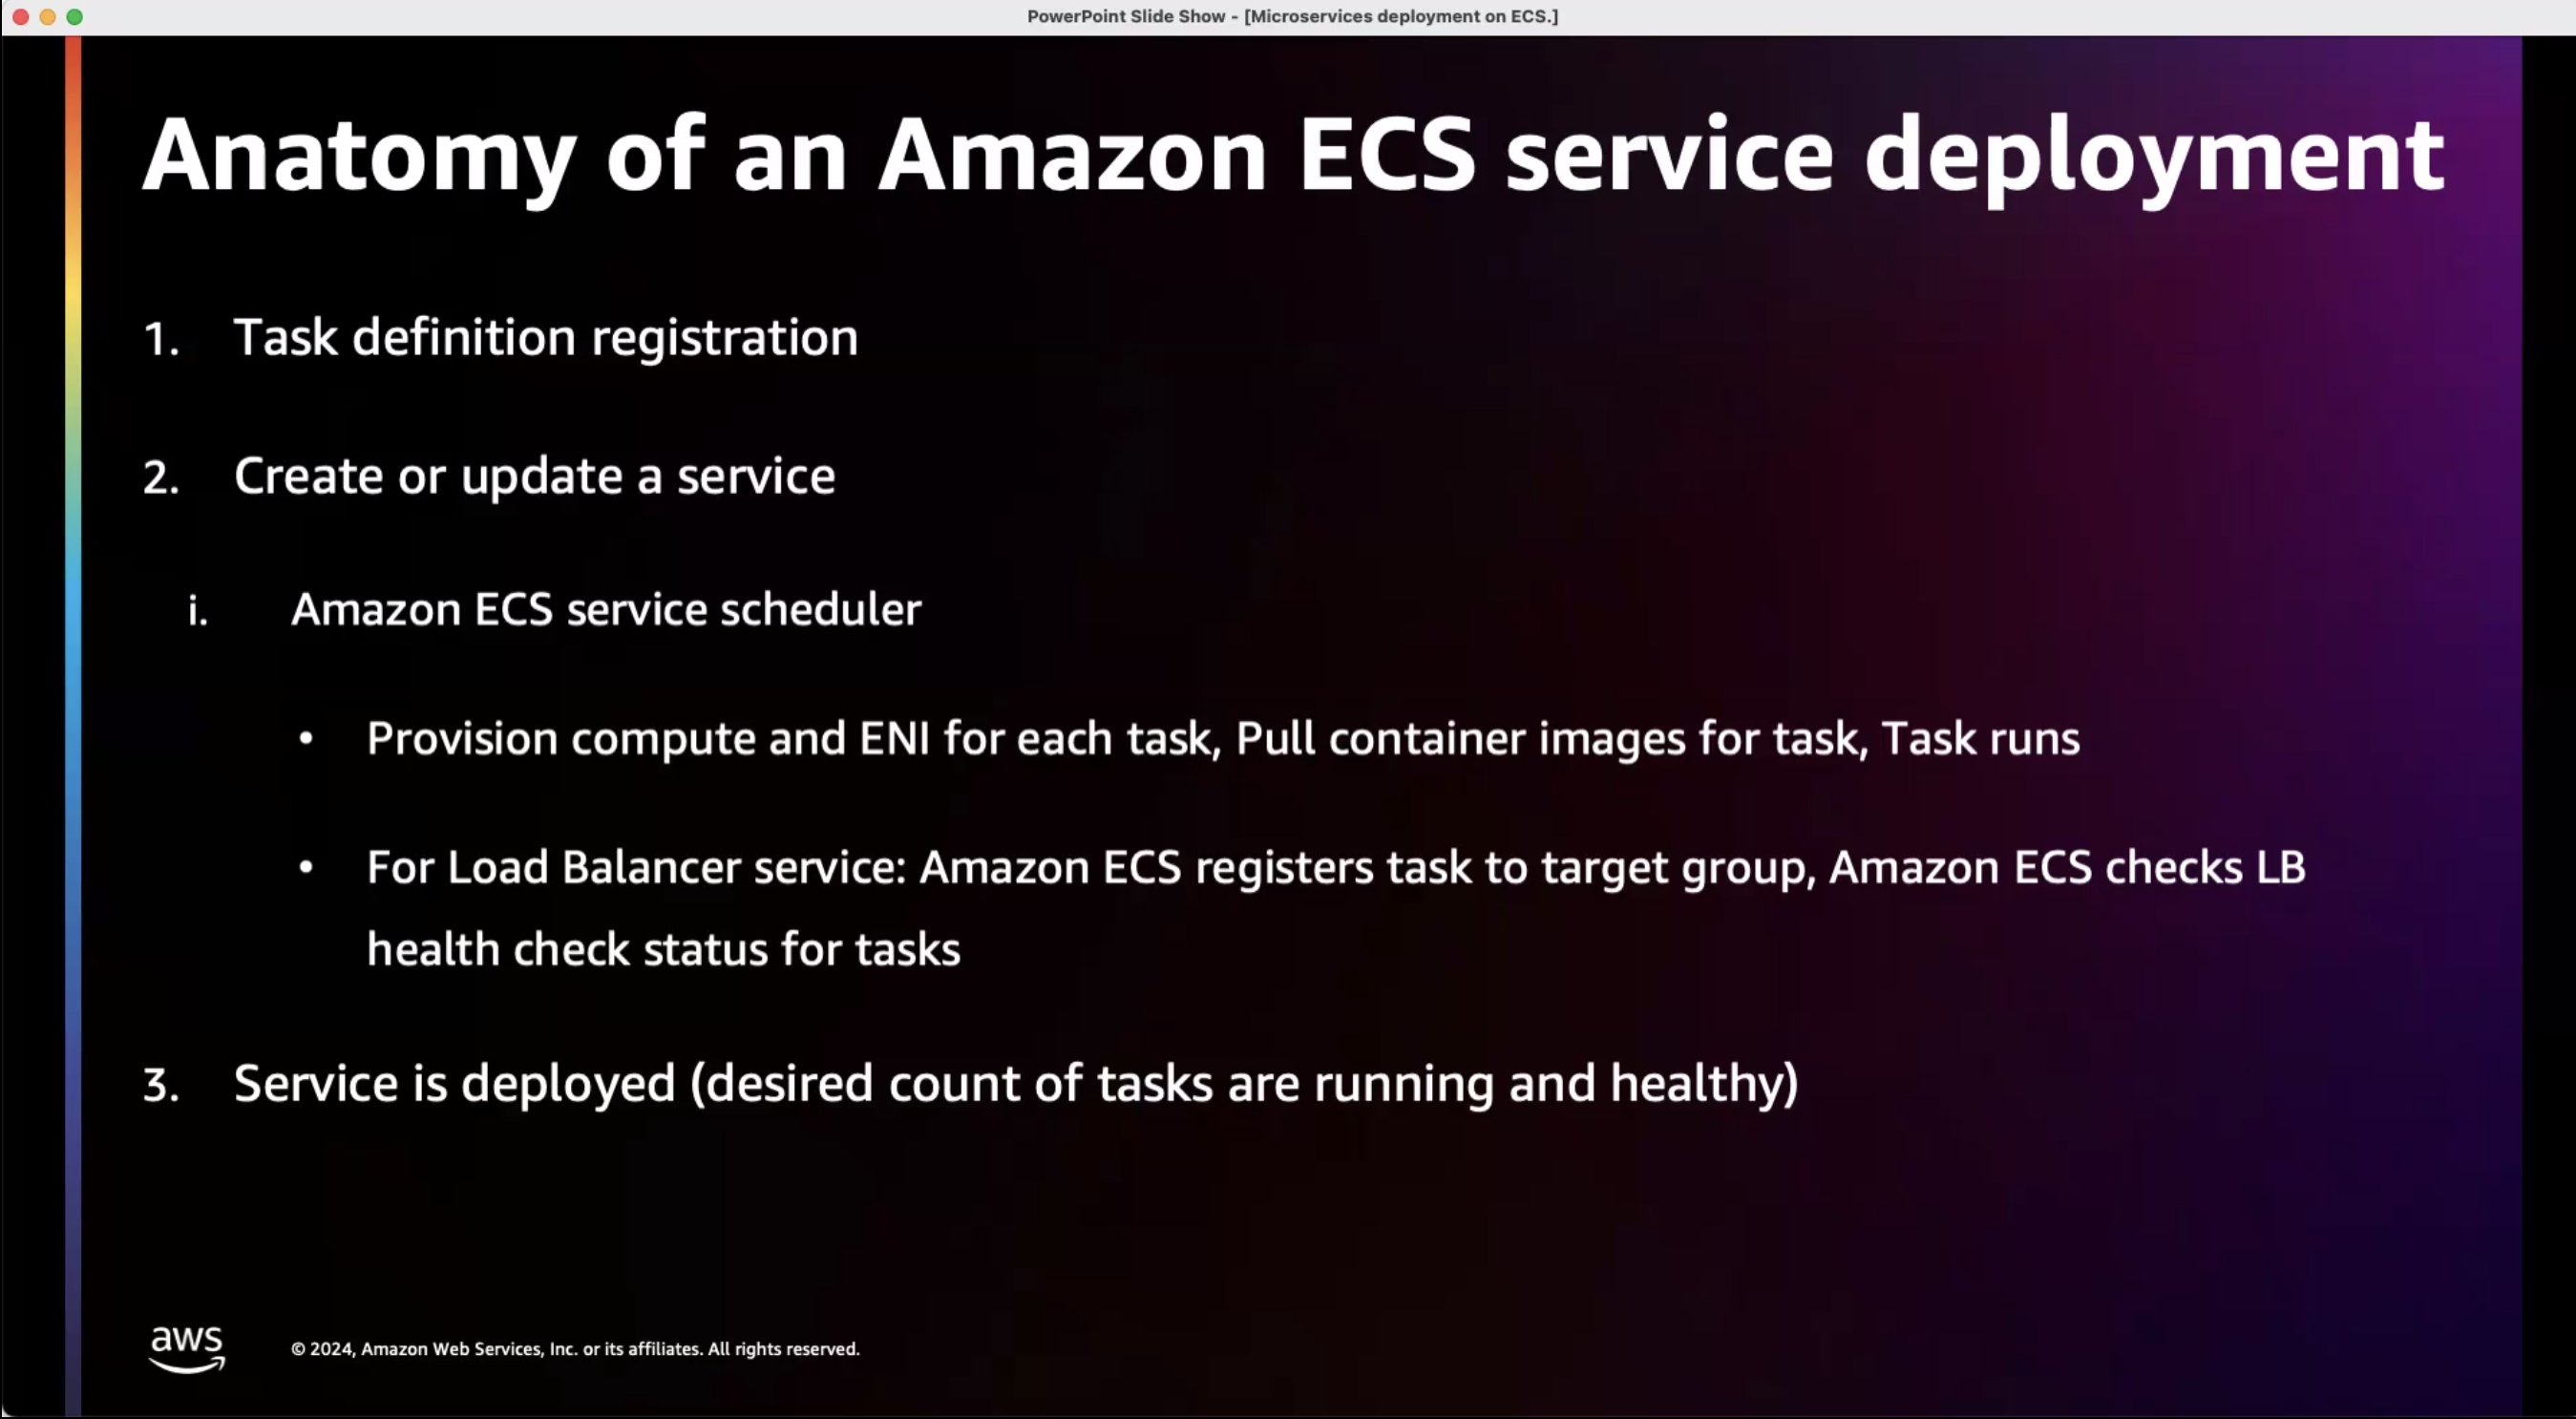 PowerPoint Slide Show - [Microservices deployment on ECS.]
Anatomy of an Amazon ECS service deployment
1. Task definition registration
2. Create or update a service
i. Amazon ECS service scheduler
• Provision compute and ENI for each task, Pull container images for task, Task runs
• For Load Balancer service: Amazon ECS registers task to target group, Amazon ECS checks LB
health check status for tasks
3. Service is deployed (desired count of tasks are running and healthy)
aws
© 2024, Amazon Web Services, Inc. or its affiliates. All rights reserved.